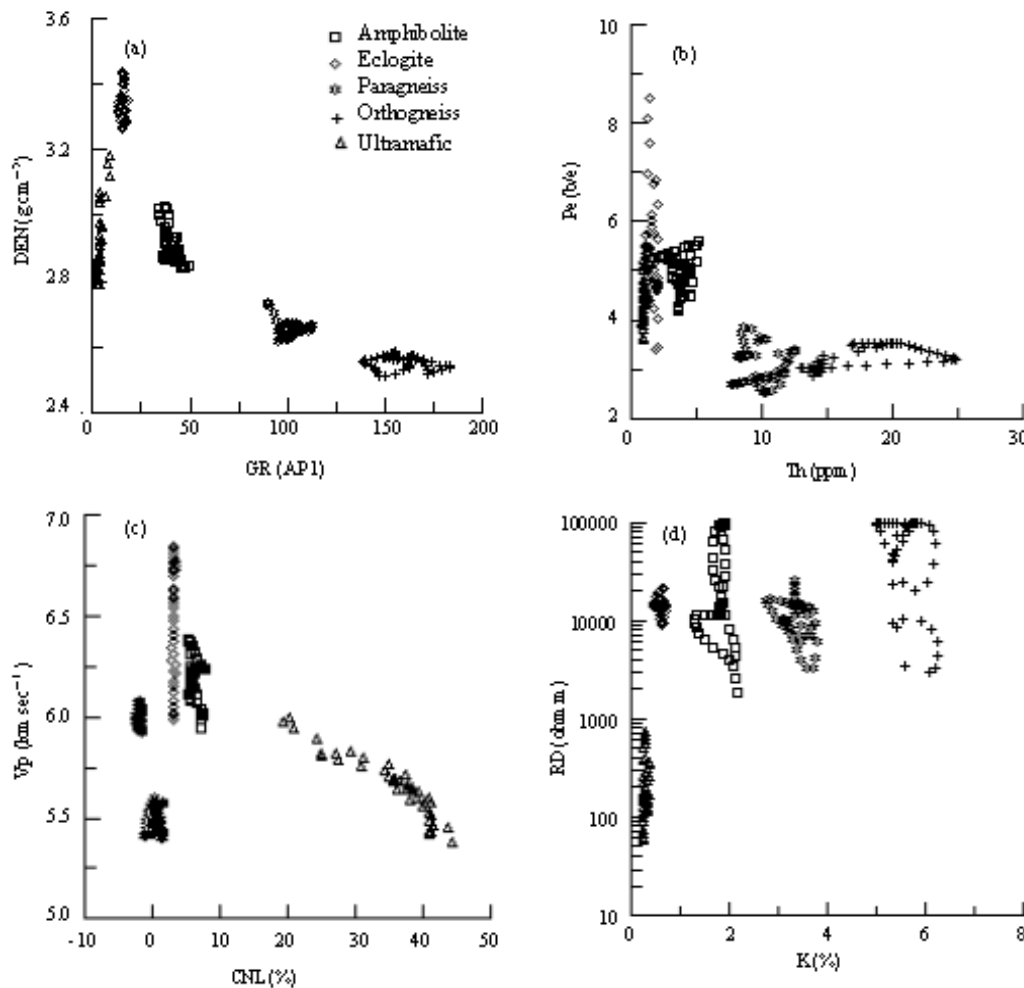 3.6
3.2
2.8
2.4
DEN (g cm⁻³)
(a)
Amphibolite
Eclogite
Paragneiss
Orthogneiss
Ultramafic
0 50 100 150 200
GR (API)
10
8
6
4
2
Pe (b/e)
(b)
0 10 20 30
Th (ppm)
7.0
6.5
6.0
5.5
5.0
Vp (km sec⁻¹)
(c)
-10 0 10 20 30 40 50
CNL (%)
100000
10000
1000
100
10
RD (ohm m)
(d)
0 2 4 6 8
K (%)